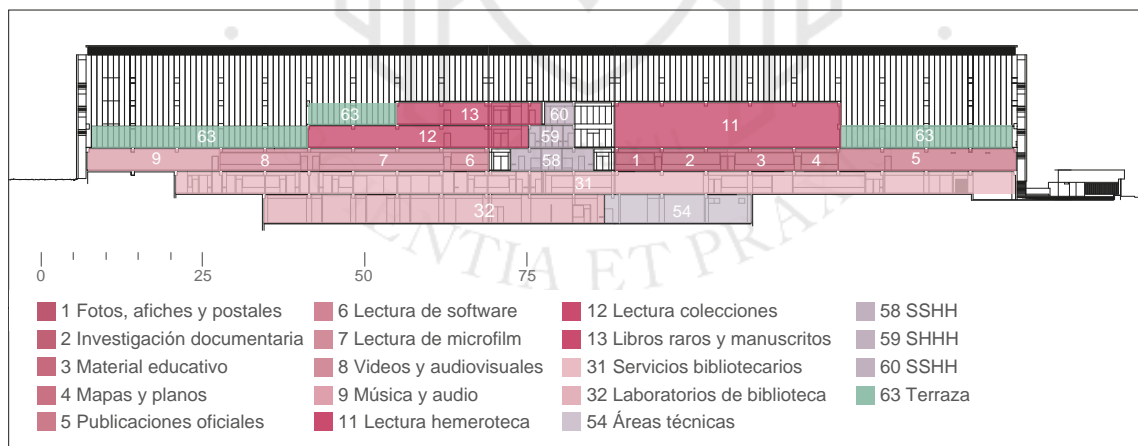 63 13 60
63 12 59 11 63
9 8 7 6 58 1 2 3 4 5
31
32 54
ENTIA ET PRAX
0 25 50 75
1 Fotos, afiches y postales
2 Investigación documentaria
3 Material educativo
4 Mapas y planos
5 Publicaciones oficiales
6 Lectura de software
7 Lectura de microfilm
8 Videos y audiovisuales
9 Música y audio
11 Lectura hemeroteca
12 Lectura colecciones
13 Libros raros y manuscritos
31 Servicios bibliotecarios
32 Laboratorios de biblioteca
54 Áreas técnicas
58 SSHH
59 SHHH
60 SSHH
63 Terraza